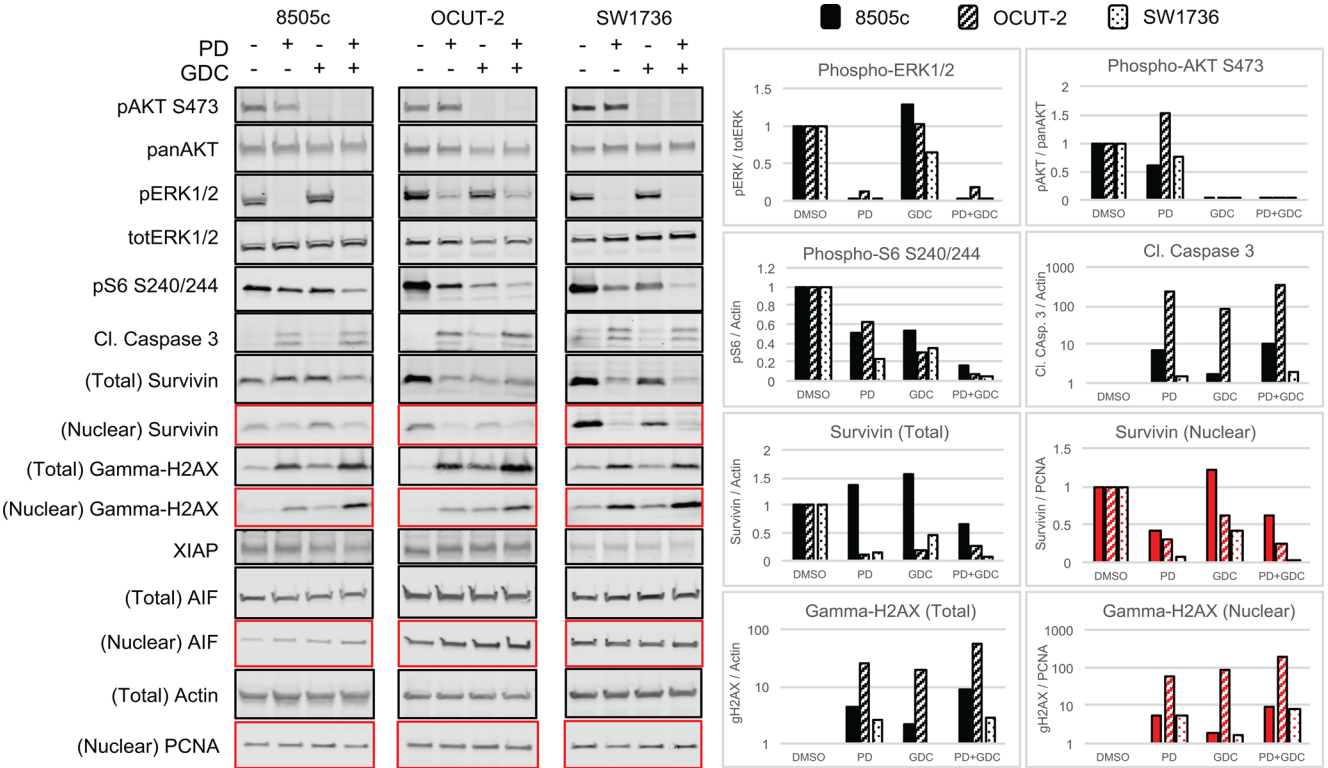 8505c OCUT-2 SW1736
PD - + - + - + - + - + - +
GDC - - + + - - + + - - + +
pAKT S473
panAKT
pERK1/2
totERK1/2
pS6 S240/244
Cl. Caspase 3
(Total) Survivin
(Nuclear) Survivin
(Total) Gamma-H2AX
(Nuclear) Gamma-H2AX
XIAP
(Total) AIF
(Nuclear) AIF
(Total) Actin
(Nuclear) PCNA
8505c OCUT-2 SW1736
Phospho-ERK1/2
pERK / totERK
1.5
1
0.5
0
DMSO PD GDC PD+GDC
Phospho-AKT S473
pAKT / panAKT
2
1.5
1
0.5
0
DMSO PD GDC PD+GDC
Phospho-S6 S240/244
pS6 / Actin
1.2
1
0.8
0.6
0.4
0.2
0
DMSO PD GDC PD+GDC
Cl. Caspase 3
Cl. CAsp. 3 / Actin
1000
100
10
1
DMSO PD GDC PD+GDC
Survivin (Total)
Survivin / Actin
2
1.5
1
0.5
0
DMSO PD GDC PD+GDC
Survivin (Nuclear)
Survivin / PCNA
1.5
1
0.5
0
DMSO PD GDC PD+GDC
Gamma-H2AX (Total)
gH2AX / Actin
100
10
1
DMSO PD GDC PD+GDC
Gamma-H2AX (Nuclear)
gH2AX / PCNA
1000
100
10
1
DMSO PD GDC PD+GDC